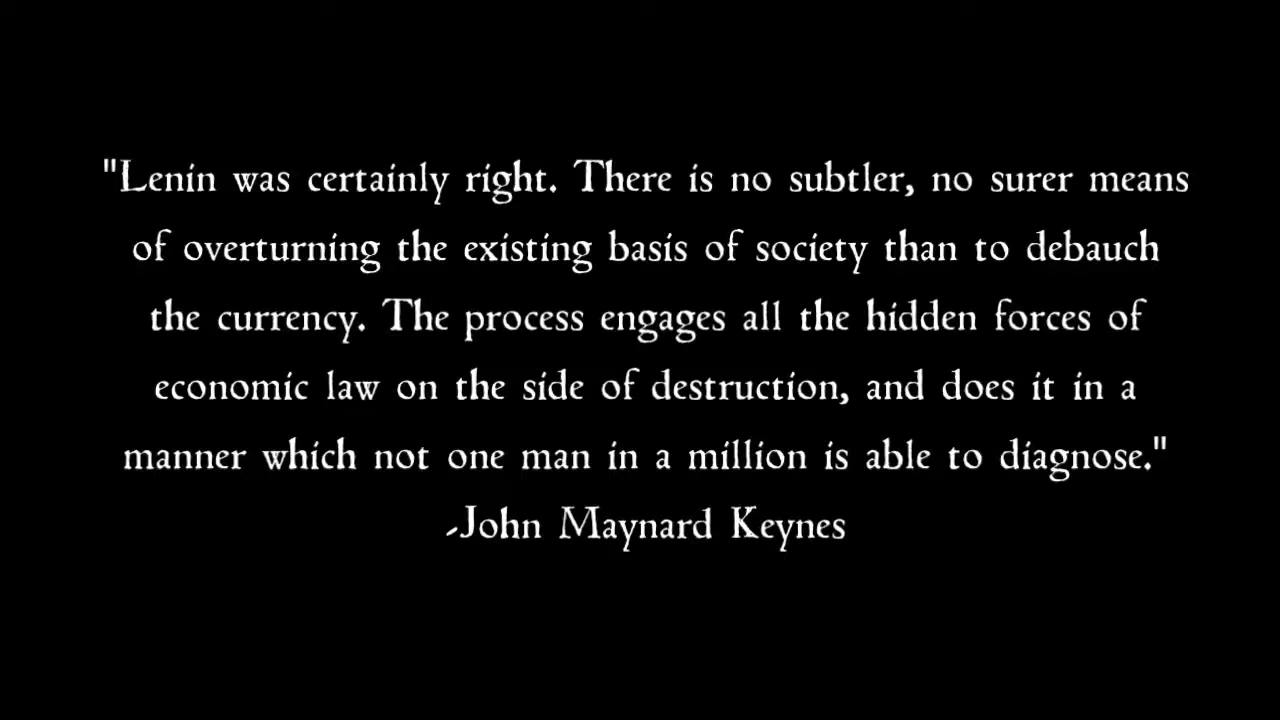 "Lenin was certainly right. There is no subtler, no surer means
of overturning the existing basis of society than to debauch
the currency. The process engages all the hidden forces of
economic law on the side of destruction, and does it in a
manner which not one man in a million is able to diagnose."
-John Maynard Keynes